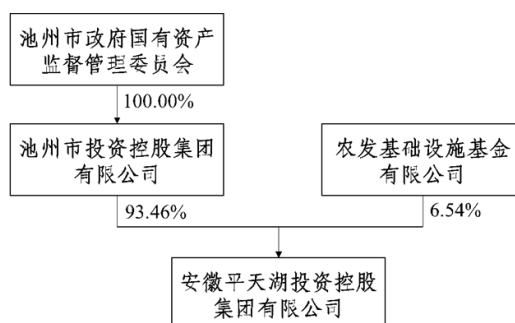 池州市政府国有资产
监督管理委员会
100.00%
池州市投资控股集团
有限公司
农发基础设施基金
有限公司
93.46%
6.54%
安徽平天湖投资控股
集团有限公司